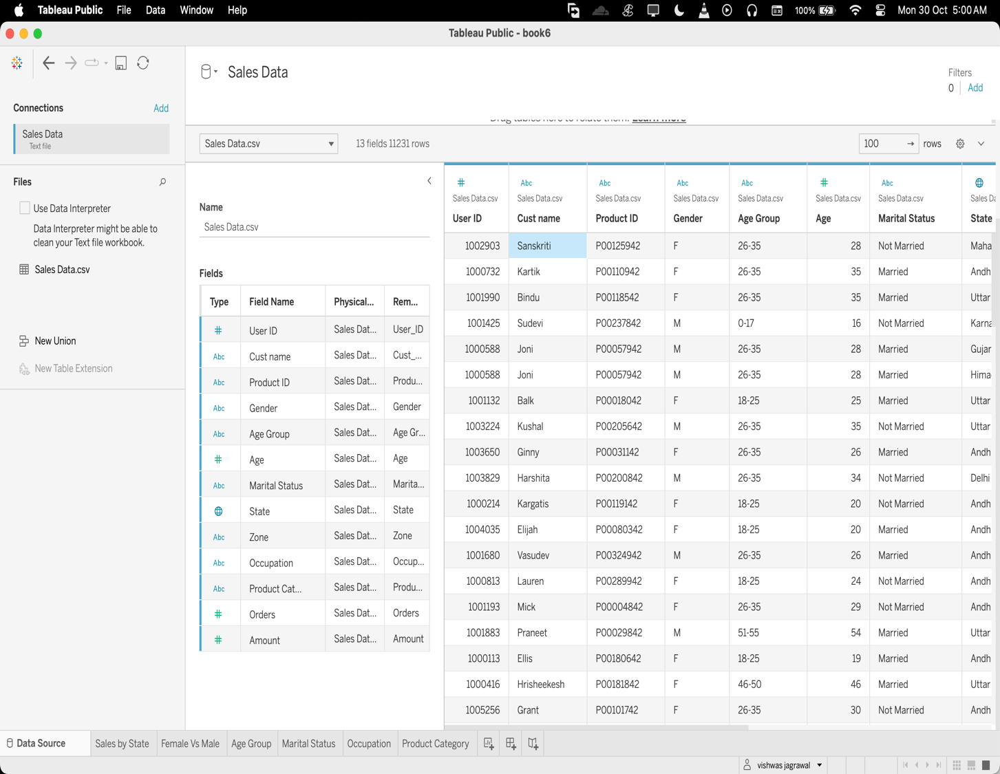 Tableau Public File Data Window Help 100% Mon 30 Oct 5:00 AM
Tableau Public - book6
Sales Data
Filters
0 Add
Connections Add
Sales Data
Text file
Drag tables here to relate them. Learn more
Sales Data.csv 13 fields 11231 rows 100 rows
Files
Use Data Interpreter
Data Interpreter might be able to
clean your Text file workbook.
Sales Data.csv
New Union
New Table Extension
Name
Sales Data.csv
Fields
Type Field Name Physical... Rem...
# User ID Sales Dat... User_ID
Abc Cust name Sales Dat... Cust_...
Abc Product ID Sales Dat... Produ...
Abc Gender Sales Dat... Gender
Abc Age Group Sales Dat... Age Gr...
# Age Sales Dat... Age
Abc Marital Status Sales Dat... Marita...
State Sales Dat... State
Abc Zone Sales Dat... Zone
Abc Occupation Sales Dat... Occup...
Abc Product Cat... Sales Dat... Produ...
# Orders Sales Dat... Orders
# Amount Sales Dat... Amount
# Abc Abc Abc Abc # Abc
Sales Data.csv Sales Data.csv Sales Data.csv Sales Data.csv Sales Data.csv Sales Data.csv Sales Data.csv Sales Da
User ID Cust name Product ID Gender Age Group Age Marital Status State
1002903 Sanskriti P00125942 F 26-35 28 Not Married Maha
1000732 Kartik P00110942 F 26-35 35 Married Andh
1001990 Bindu P00118542 F 26-35 35 Married Uttar
1001425 Sudevi P00237842 M 0-17 16 Not Married Karna
1000588 Joni P00057942 M 26-35 28 Married Gujar
1000588 Joni P00057942 M 26-35 28 Married Hima
1001132 Balk P00018042 F 18-25 25 Married Uttar
1003224 Kushal P00205642 M 26-35 35 Not Married Uttar
1003650 Ginny P00031142 F 26-35 26 Married Andh
1003829 Harshita P00200842 M 26-35 34 Not Married Delhi
1000214 Kargatis P00119142 F 18-25 20 Not Married Andh
1004035 Elijah P00080342 F 18-25 20 Married Andh
1001680 Vasudev P00324942 M 26-35 26 Married Andh
1000813 Lauren P00289942 F 18-25 24 Not Married Andh
1001193 Mick P00004842 F 26-35 29 Not Married Andh
1001883 Praneet P00029842 M 51-55 54 Married Uttar
1000113 Ellis P00180642 F 18-25 19 Married Andh
1000416 Hrisheekesh P00181842 F 46-50 46 Married Uttar
1005256 Grant P00101742 F 26-35 30 Not Married Andh
Data Source Sales by State Female Vs Male Age Group Marital Status Occupation Product Category
vishwas jagrawal